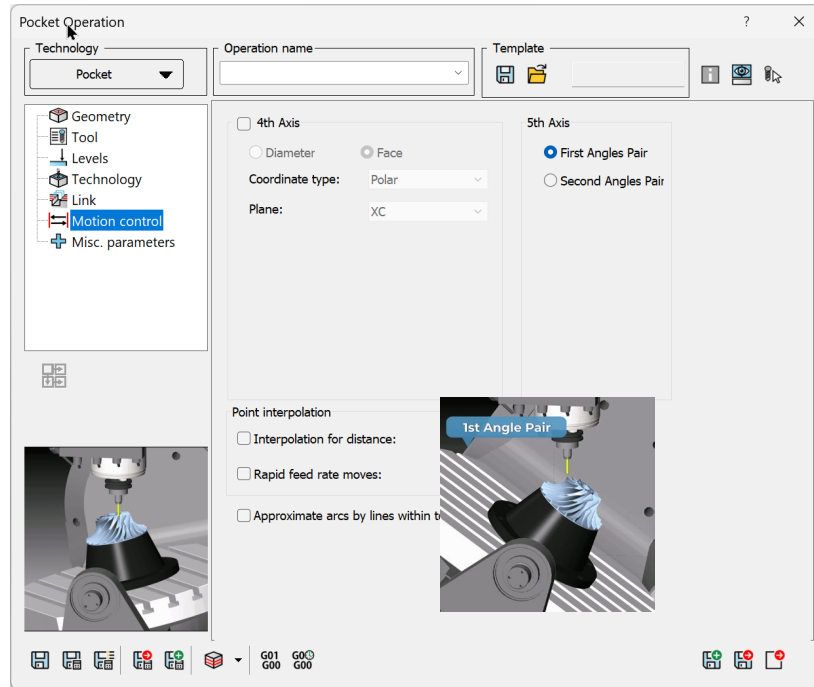 Pocket Operation
?
Technology
Pocket
Operation name
Template
Geometry
Tool
Levels
Technology
Link
Motion control
Misc. parameters
4th Axis
Diameter
Face
Coordinate type:
Polar
Plane:
XC
5th Axis
First Angles Pair
Second Angles Pair
Point interpolation
Interpolation for distance:
Rapid feed rate moves:
Approximate arcs by lines within t
1st Angle Pair
G01
G00
G00
G00